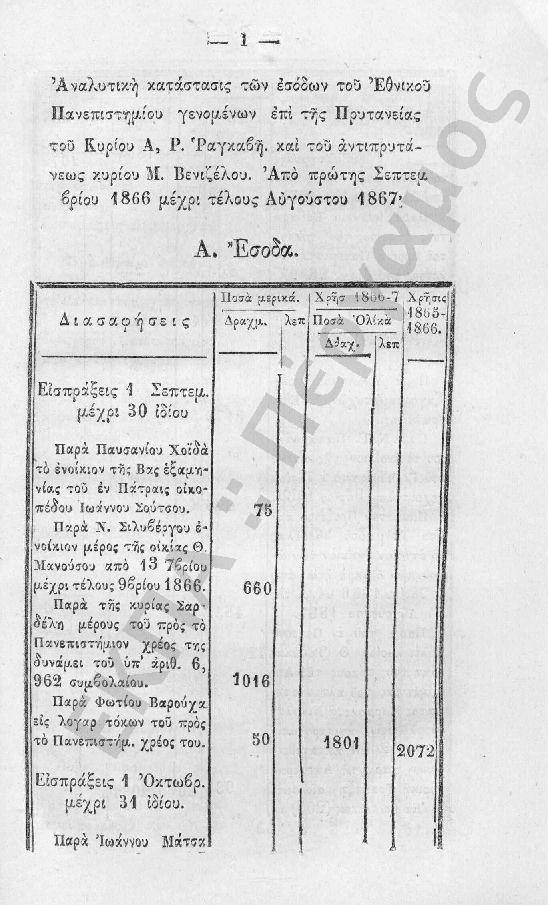 — 1 —
Ἀναλυτικὴ κατάστασις τῶν ἐσόδων τοῦ Ἐθνικοῦ
Πανεπιστημίου γενομένων ἐπὶ τῆς Πρυτανείας
τοῦ Κυρίου Α, Ρ. Ῥαγκαβῆ. καὶ τοῦ ἀντιπρυτά-
νεως κυρίου Μ. Βενιζέλου. Ἀπὸ πρώτης Σεπτεμ
βρίου 1866 μέχρι τέλους Αὐγούστου 1867;
Α. Ἔσοδα.
Διασαφήσεις
Ποσὰ μερικά.
Δραχμ. λεπ
Χρῆσ 1866-7
Ποσὰ Ὁλικὰ
Δραχ. λεπ
Χρῆσις
1865-
1866.
Εἰσπράξεις 1 Σεπτεμ.
μέχρι 30 ἰδίου
Παρὰ Παυσανίου Χοϊδᾶ
τὸ ἐνοίκιον τῆς Βας ἑξαμη-
νίας τοῦ ἐν Πάτραις οἰκο-
πέδου Ἰωάννου Σούτσου. 75
Παρὰ Ν. Σιλυβέργου ἐ-
νοίκιον μέρος τῆς οἰκίας Θ.
Μανούσου ἀπὸ 13 7βρίου
μέχρι τέλους 9βρίου 1866. 660
Παρὰ τῆς κυρίας Σαρ-
δέλη μέρους τοῦ πρὸς τὸ
Πανεπιστήμιον χρέος της
δυνάμει τοῦ ὑπ' ἀριθ. 6,
962 συμβολαίου. 1016
Παρὰ Φωτίου Βαρούχα
εἰς λογαρ τόκων τοῦ πρὸς
τὸ Πανεπιστήμ. χρέος του. 50 1801 2072
Εἰσπράξεις 1 Ὀκτωβρ.
μέχρι 31 ἰδίου.
Παρὰ Ἰωάννου Μάτσα
ΕΚΠΑ : Πέργαμος